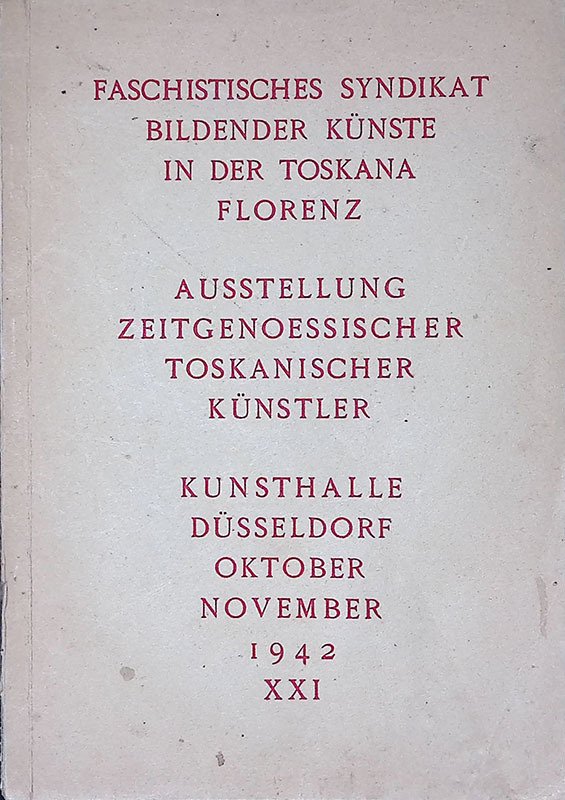 FASCHISTISCHES SYNDIKAT
BILDENDER KÜNSTE
IN DER TOSKANA
FLORENZ
AUSSTELLUNG
ZEITGENOESSISCHER
TOSKANISCHER
KÜNSTLER
KUNSTHALLE
DÜSSELDORF
OKTOBER
NOVEMBER
1942
XXI